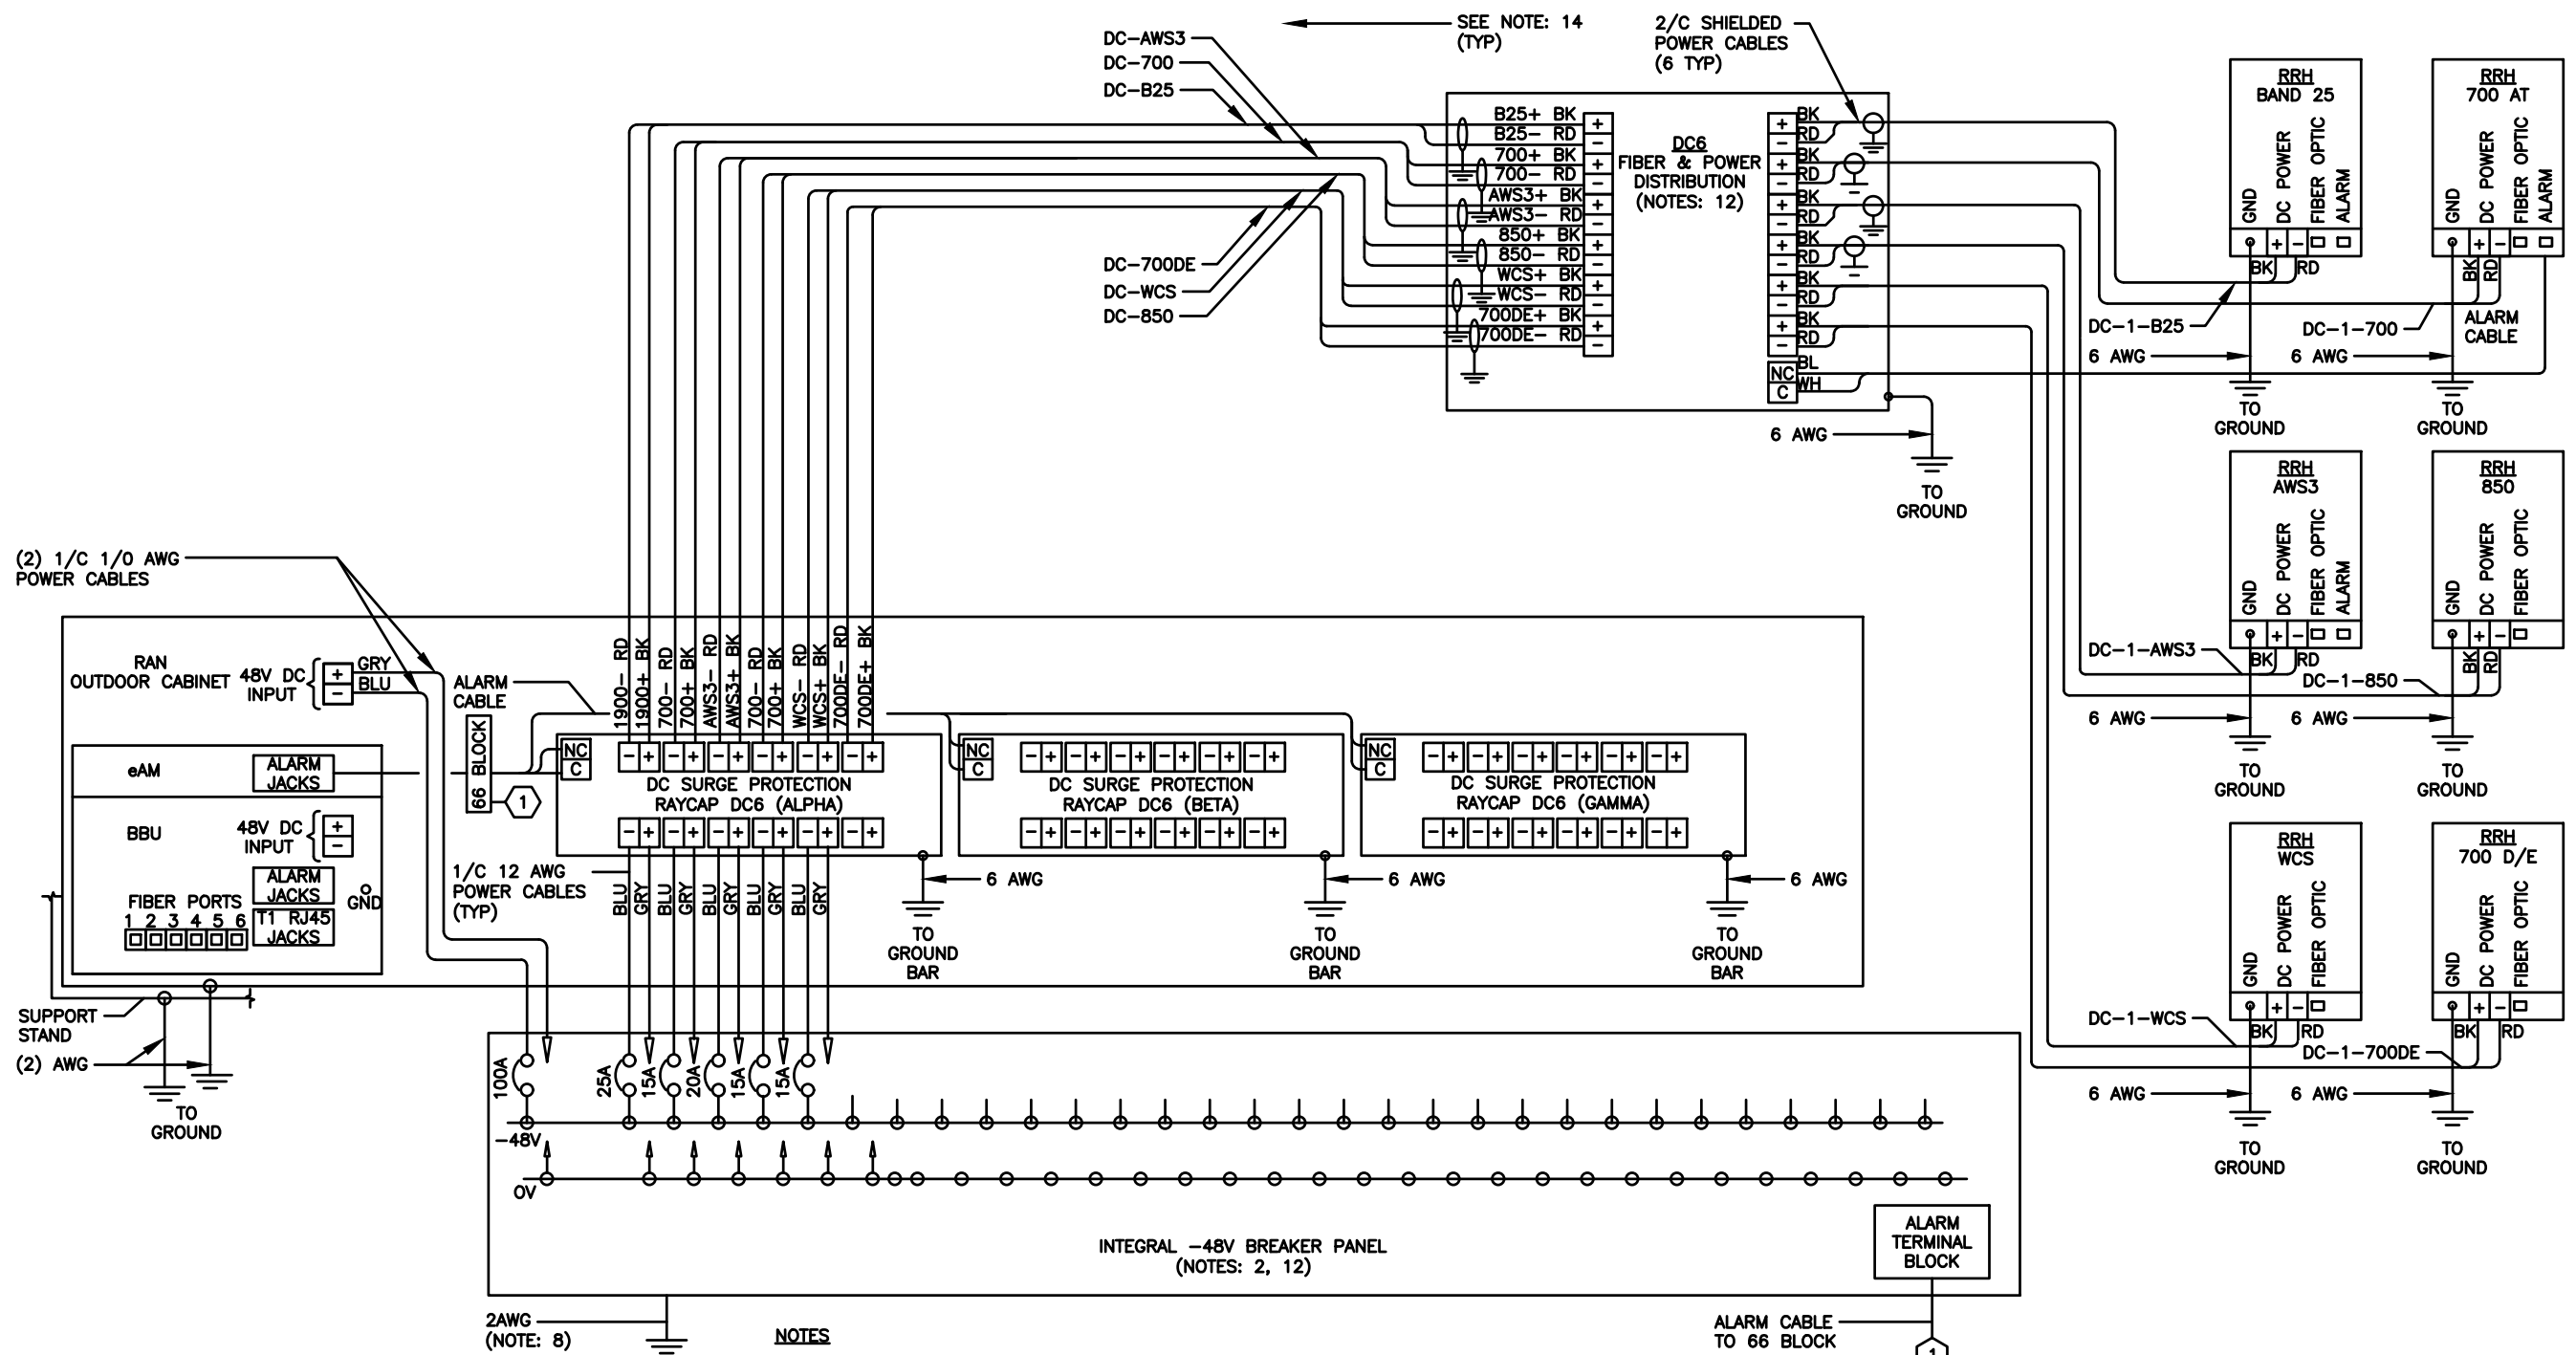 SEE NOTE: 14
(TYP)
2/C SHIELDED
POWER CABLES
(6 TYP)
DC-AWS3
DC-700
DC-B25
DC-700DE
DC-WCS
DC-850
B25+ BK
B25- RD
700+ BK
700- RD
AWS3+ BK
AWS3- RD
850+ BK
850- RD
WCS+ BK
WCS- RD
700DE+ BK
700DE- RD
+
-
+
-
+
-
+
-
+
-
+
-
DC6
FIBER & POWER
DISTRIBUTION
(NOTES: 12)
+ BK
- RD
+ BK
- RD
+ BK
- RD
+ BK
- RD
+ BK
- RD
+ BK
- RD
NC BL
C WH
6 AWG
TO
GROUND
RRH
BAND 25
GND
DC POWER
FIBER OPTIC
ALARM
+ -
BK RD
DC-1-B25
6 AWG
TO
GROUND
RRH
700 AT
GND
DC POWER
FIBER OPTIC
ALARM
+ -
BK RD
DC-1-700
ALARM
CABLE
6 AWG
TO
GROUND
RRH
AWS3
GND
DC POWER
FIBER OPTIC
ALARM
+ -
BK RD
DC-1-AWS3
6 AWG
TO
GROUND
RRH
850
GND
DC POWER
FIBER OPTIC
+ -
BK RD
DC-1-850
6 AWG
TO
GROUND
RRH
WCS
GND
DC POWER
FIBER OPTIC
+ -
BK RD
DC-1-WCS
6 AWG
TO
GROUND
RRH
700 D/E
GND
DC POWER
FIBER OPTIC
+ -
BK RD
DC-1-700DE
6 AWG
TO
GROUND
(2) 1/C 1/0 AWG
POWER CABLES
RAN
OUTDOOR CABINET
48V DC
INPUT
+ GRY
- BLU
ALARM
CABLE
66 BLOCK
1
eAM
ALARM
JACKS
BBU
48V DC
INPUT
+
-
ALARM
JACKS
GND
FIBER PORTS
1 2 3 4 5 6
T1 RJ45
JACKS
SUPPORT
STAND
(2) AWG
TO
GROUND
1900- RD
1900+ BK
700- RD
700+ BK
AWS3- RD
AWS3+ BK
700- RD
700+ BK
WCS- RD
WCS+ BK
700DE- RD
700DE+ BK
NC
C
- + - + - + - + - + - +
DC SURGE PROTECTION
RAYCAP DC6 (ALPHA)
- + - + - + - + - + - +
NC
C
- + - + - + - + - + - +
DC SURGE PROTECTION
RAYCAP DC6 (BETA)
- + - + - + - + - + - +
NC
C
- + - + - + - + - + - +
DC SURGE PROTECTION
RAYCAP DC6 (GAMMA)
- + - + - + - + - + - +
1/C 12 AWG
POWER CABLES
(TYP)
BLU
GRY
BLU
GRY
BLU
GRY
BLU
GRY
BLU
GRY
6 AWG
TO
GROUND
BAR
6 AWG
TO
GROUND
BAR
6 AWG
TO
GROUND
BAR
100A
25A
15A
20A
15A
15A
-48V
0V
INTEGRAL -48V BREAKER PANEL
(NOTES: 2, 12)
ALARM
TERMINAL
BLOCK
2AWG
(NOTE: 8)
NOTES
ALARM CABLE
TO 66 BLOCK
1